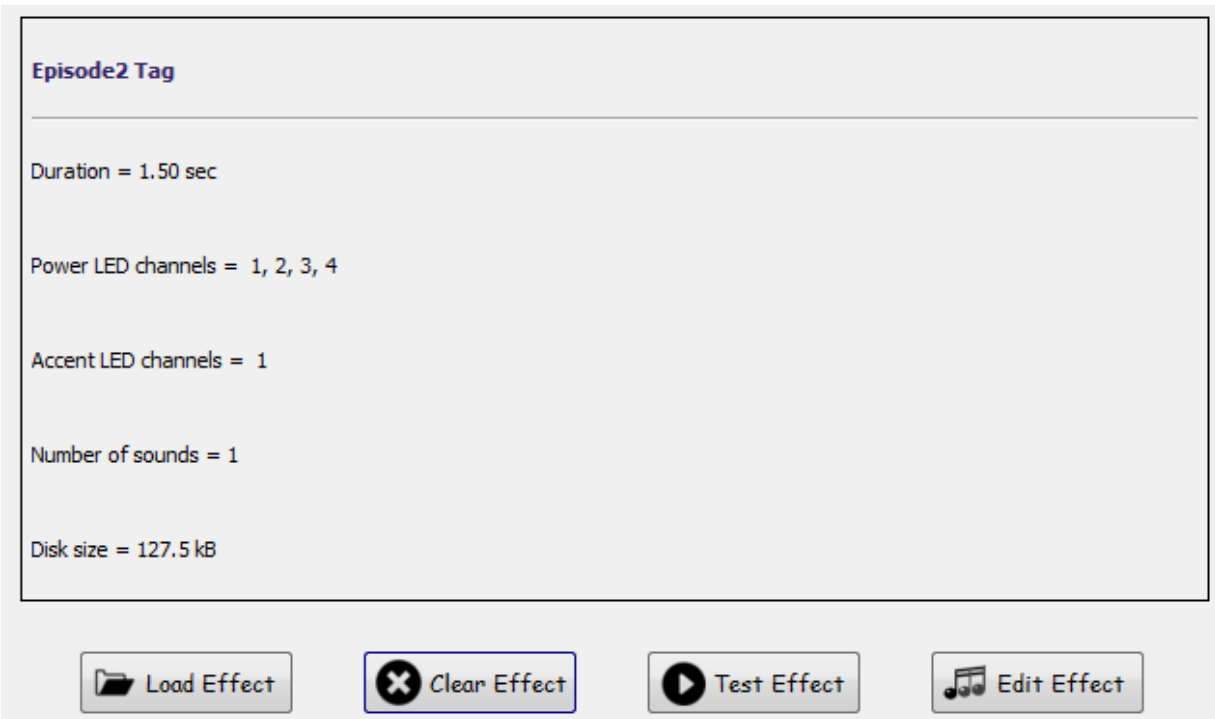 Episode2 Tag
Duration = 1.50 sec
Power LED channels = 1, 2, 3, 4
Accent LED channels = 1
Number of sounds = 1
Disk size = 127.5 kB
Load Effect
Clear Effect
Test Effect
Edit Effect